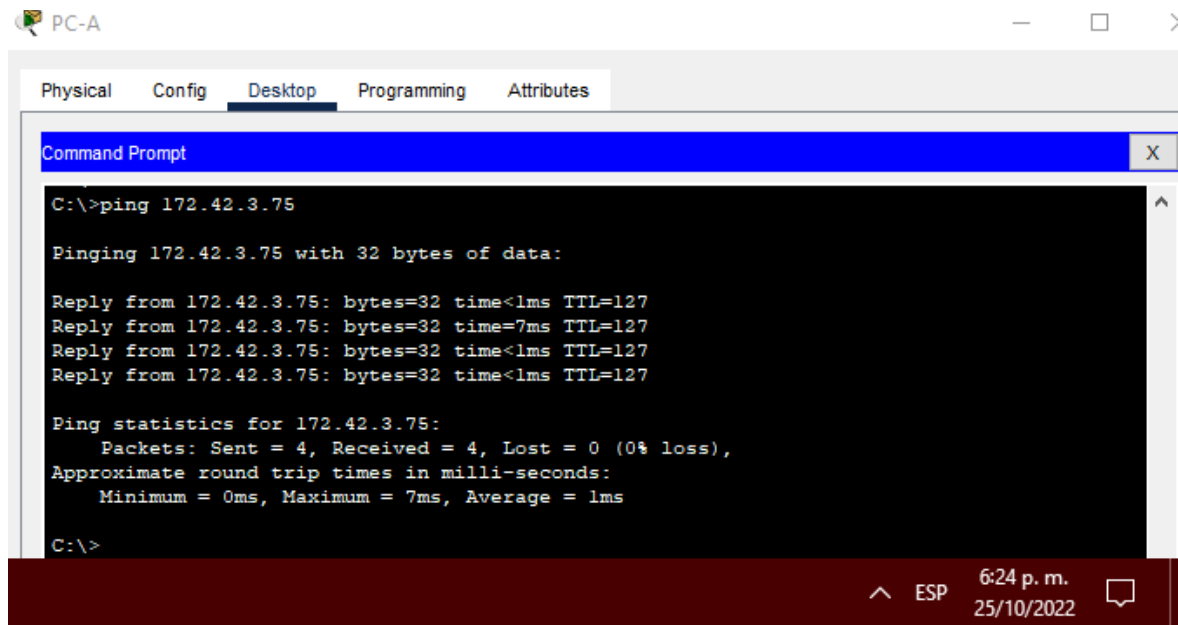 PC-A
Physical Config Desktop Programming Attributes
Command Prompt X
C:\>ping 172.42.3.75
Pinging 172.42.3.75 with 32 bytes of data:
Reply from 172.42.3.75: bytes=32 time<1ms TTL=127
Reply from 172.42.3.75: bytes=32 time=7ms TTL=127
Reply from 172.42.3.75: bytes=32 time<1ms TTL=127
Reply from 172.42.3.75: bytes=32 time<1ms TTL=127
Ping statistics for 172.42.3.75:
Packets: Sent = 4, Received = 4, Lost = 0 (0% loss),
Approximate round trip times in milli-seconds:
Minimum = 0ms, Maximum = 7ms, Average = 1ms
C:\>
ESP
6:24 p. m.
25/10/2022